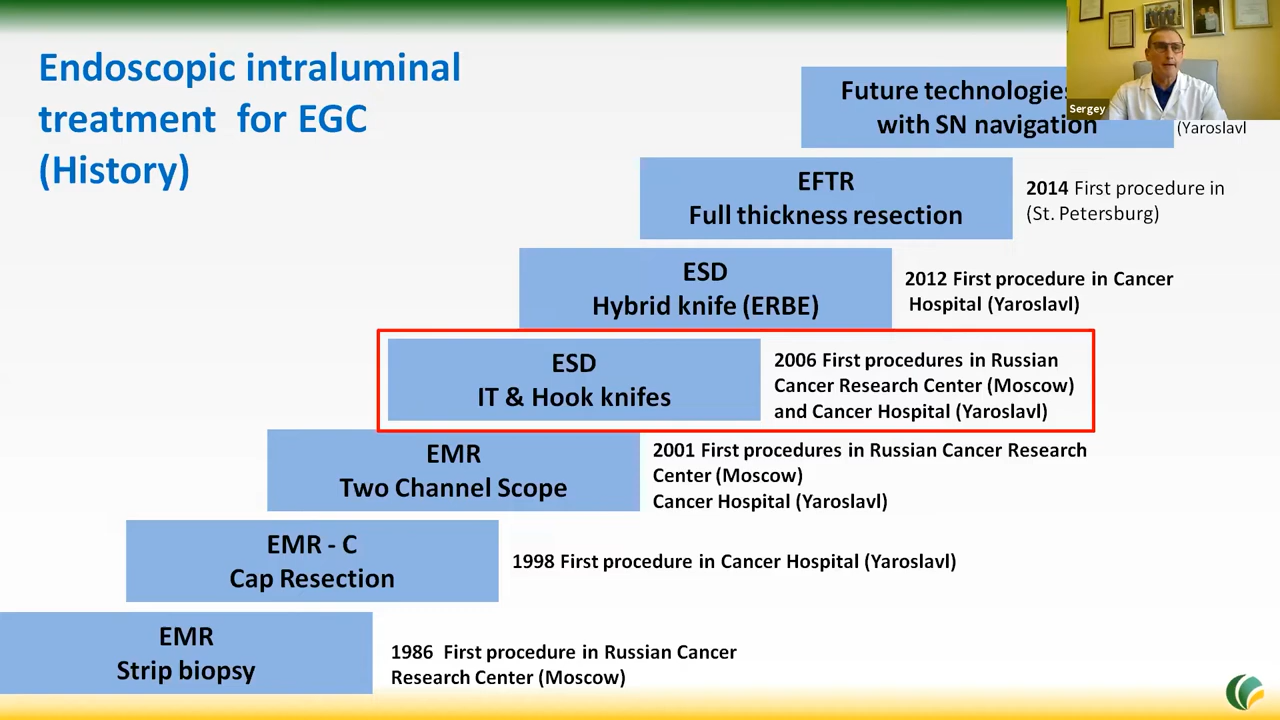 Endoscopic intraluminal
treatment for EGC
(History)
Sergey
Future technologies
with SN navigation
(Yaroslavl
EFTR
Full thickness resection
2014 First procedure in
(St. Petersburg)
ESD
Hybrid knife (ERBE)
2012 First procedure in Cancer
Hospital (Yaroslavl)
ESD
IT & Hook knifes
2006 First procedures in Russian
Cancer Research Center (Moscow)
and Cancer Hospital (Yaroslavl)
EMR
Two Channel Scope
2001 First procedures in Russian Cancer Research
Center (Moscow)
Cancer Hospital (Yaroslavl)
EMR - C
Cap Resection
1998 First procedure in Cancer Hospital (Yaroslavl)
EMR
Strip biopsy
1986 First procedure in Russian Cancer
Research Center (Moscow)